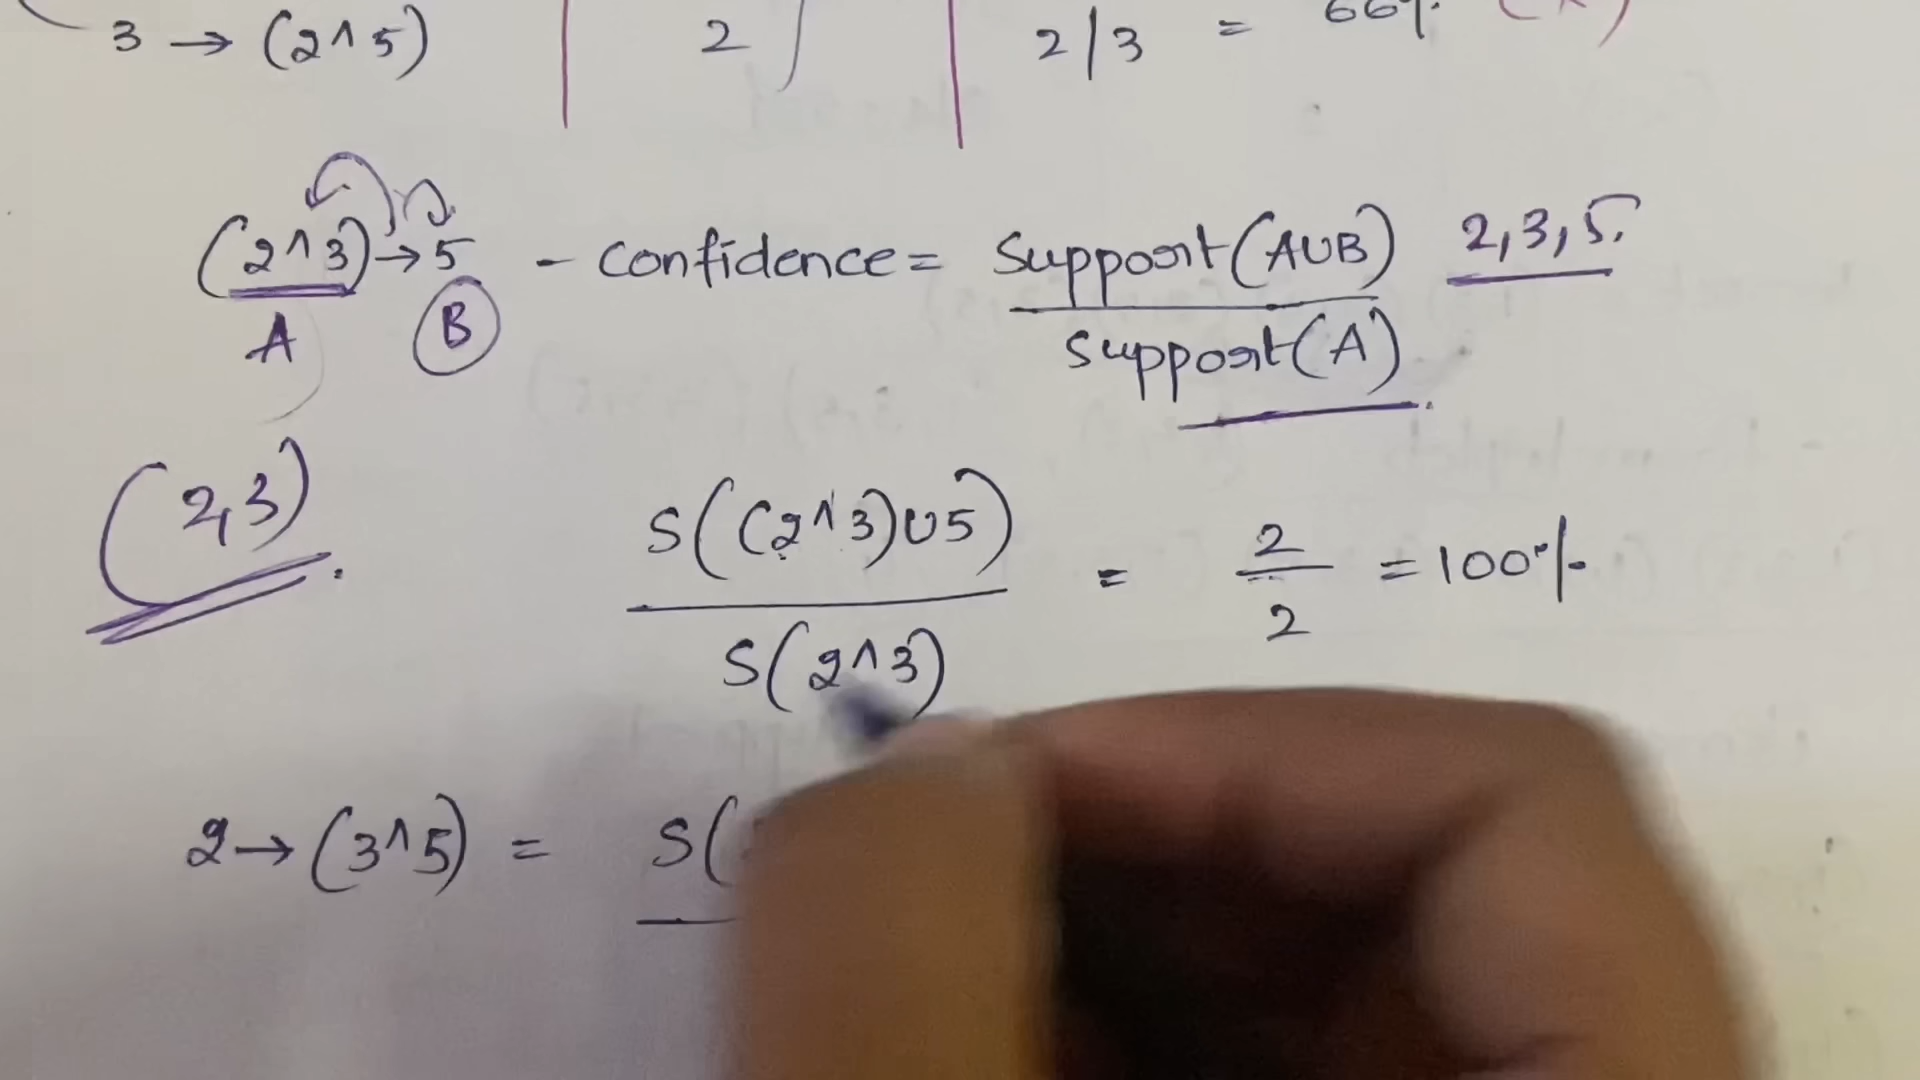 3 → (2^5) 2 2/3 = 66%
(2^3)→5 - confidence = Support(AUB) 2,3,5.
A B Support(A)
(2,3) S((2^3)U5) = 2 = 100%
S(2^3) 2
2→(3^5) = S(